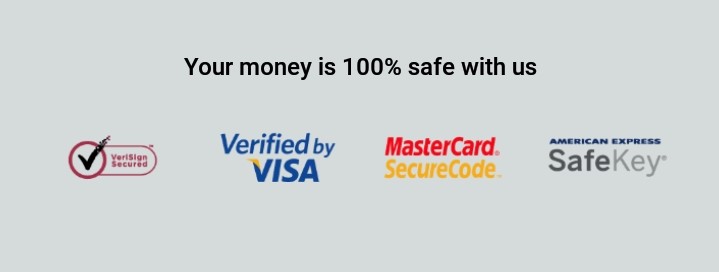 Your money is 100% safe with us
VeriSign
Secured
Verified by
VISA
MasterCard.
SecureCode.
AMERICAN EXPRESS
SafeKey®